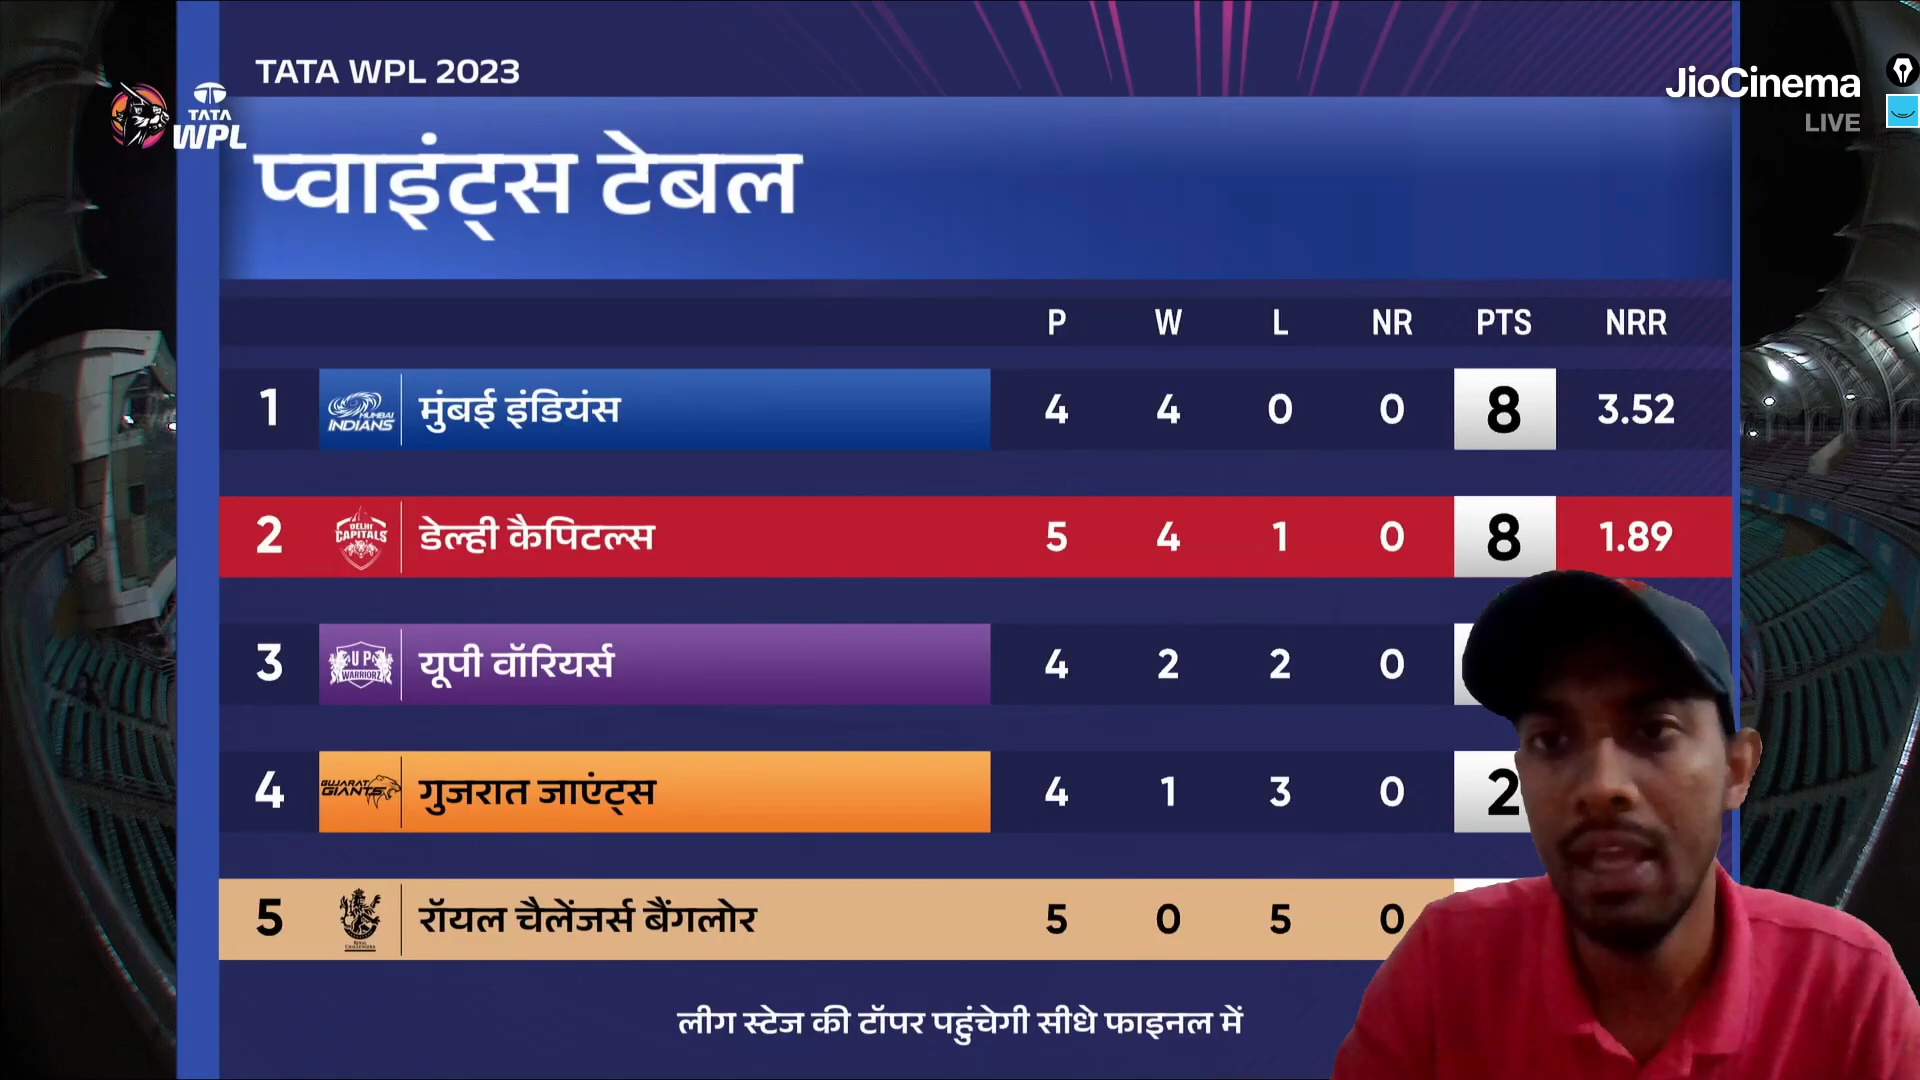 TATA WPL 2023
TATA
WPL
JioCinema
LIVE
प्वाइंट्स टेबल
P W L NR PTS NRR
1 MUMBAI INDIANS मुंबई इंडियंस 4 4 0 0 8 3.52
2 DELHI CAPITALS डेल्ही कैपिटल्स 5 4 1 0 8 1.89
3 UP WARRIORZ यूपी वॉरियर्स 4 2 2 0
4 GUJARAT GIANTS गुजरात जाएंट्स 4 1 3 0 2
5 रॉयल चैलेंजर्स बैंगलोर 5 0 5 0
लीग स्टेज की टॉपर पहुंचेगी सीधे फाइनल में